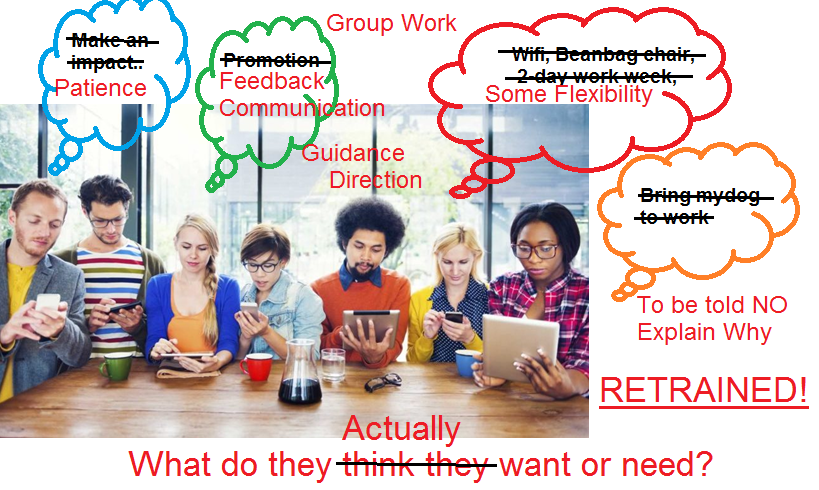 Group Work
Make an
impact..
Patience
Promotion
Feedback
Communication
Wifi, Beanbag chair,
2-day work week,
Some Flexibility
Guidance
Direction
Bring my dog
to work
To be told NO
Explain Why
RETRAINED!
Actually
What do they think they want or need?